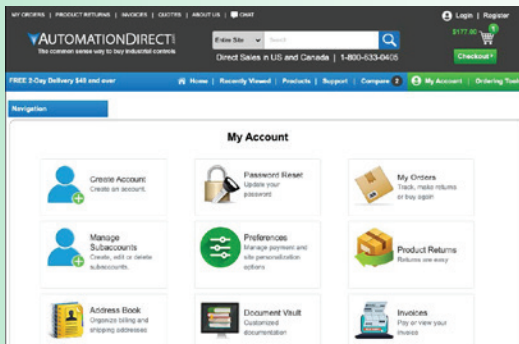 MY ORDERS | PRODUCT RETURNS | INVOICES | QUOTES | ABOUT US | CHAT
Login | Register
AUTOMATIONDIRECT
The common sense way to buy industrial controls
Entire Site
Search
$177.00
1
Direct Sales in US and Canada | 1-800-633-0405
Checkout
FREE 2-Day Delivery $49 and over
Home | Recently Viewed | Products | Support | Compare 2
My Account | Ordering Tools
Navigation
My Account
Create Account
Create an account.
Password Reset
Update your
password
My Orders
Track, make returns
or buy again
Manage
Subaccounts
Create, edit or delete
subaccounts.
Preferences
Manage payment and
site personalization
options
Product Returns
Returns are easy
Address Book
Organize billing and
shipping addresses
Document Vault
Customized
documentation
Invoices
Pay or view your
invoice